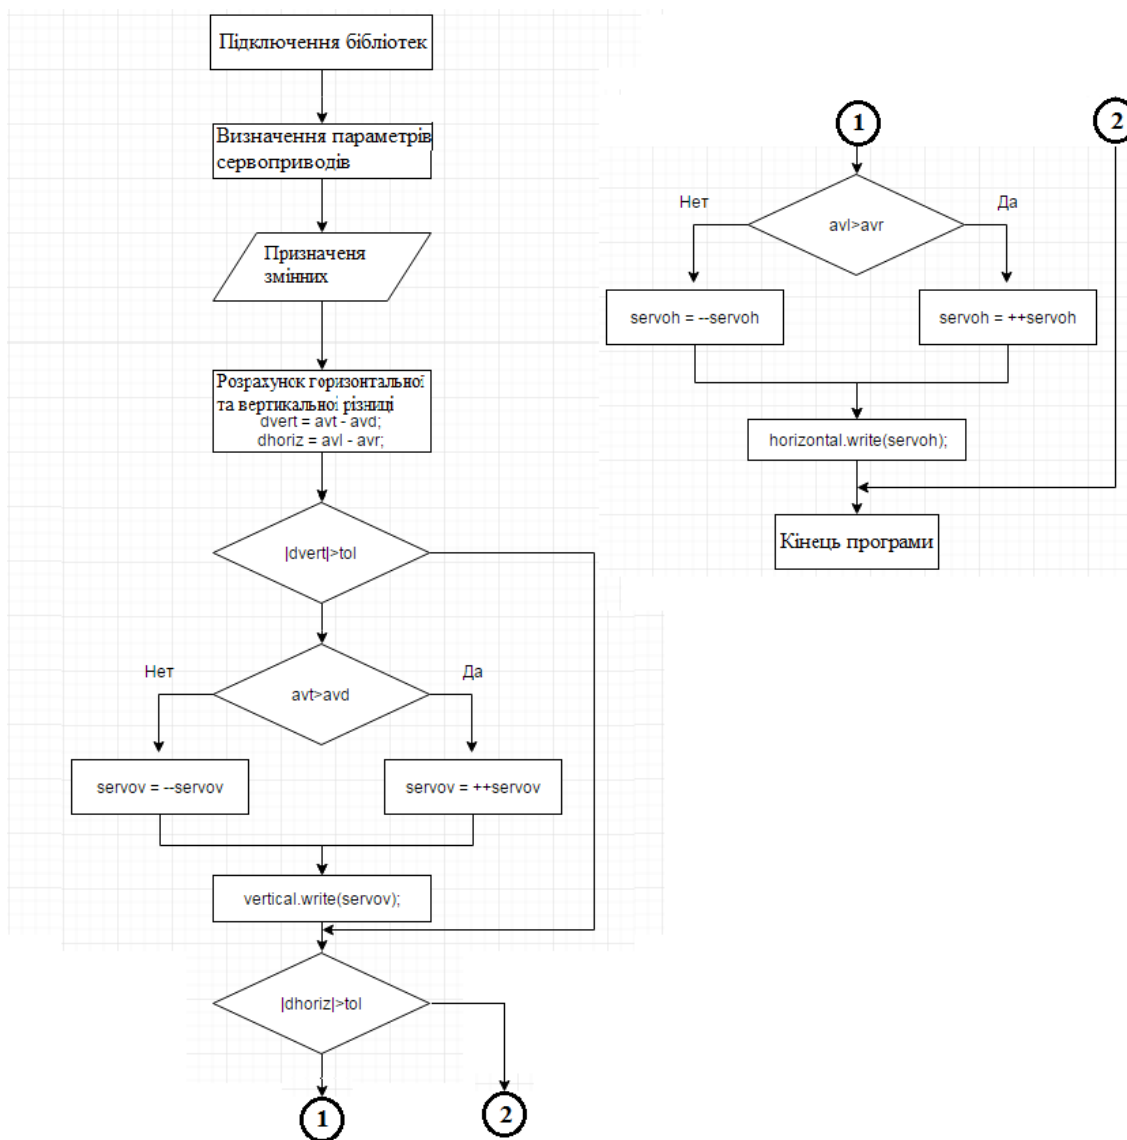 Підключення бібліотек
Визначення параметрів
сервоприводів
Призначеня
змінних
Розрахунок горизонтальної
та вертикальної різниці
dvert = avt - avd;
dhoriz = avl - avr;
|dvert|>tol
Нет
Да
avt>avd
servov = --servov
servov = ++servov
vertical.write(servov);
|dhoriz|>tol
1
2
1
2
Нет
Да
avl>avr
servoh = --servoh
servoh = ++servoh
horizontal.write(servoh);
Кінець програми